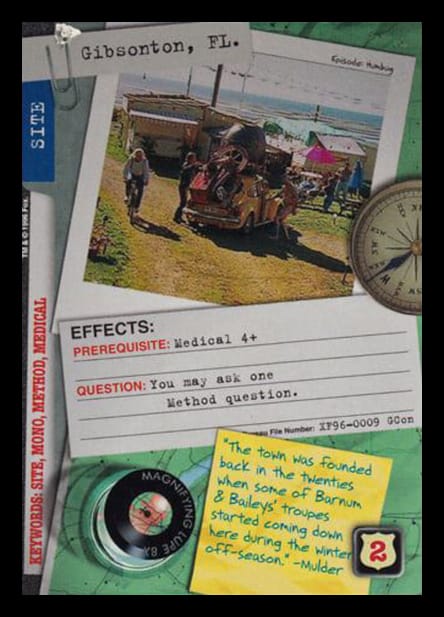 Gibsonton, FL.
Episode: Humbug
SITE
TM & © 1996 Fox.
KEYWORDS: SITE, MONO, METHOD, MEDICAL
EFFECTS:
PREREQUISITE: Medical 4+
QUESTION: You may ask one
Method question.
File Number: XF96-0009 GCon
MAGNIFYING LUPE 8X
"The town was founded
back in the twenties
when some of Barnum
& Baileys' troupes
started coming down
here during the winter
off-season." -Mulder
2